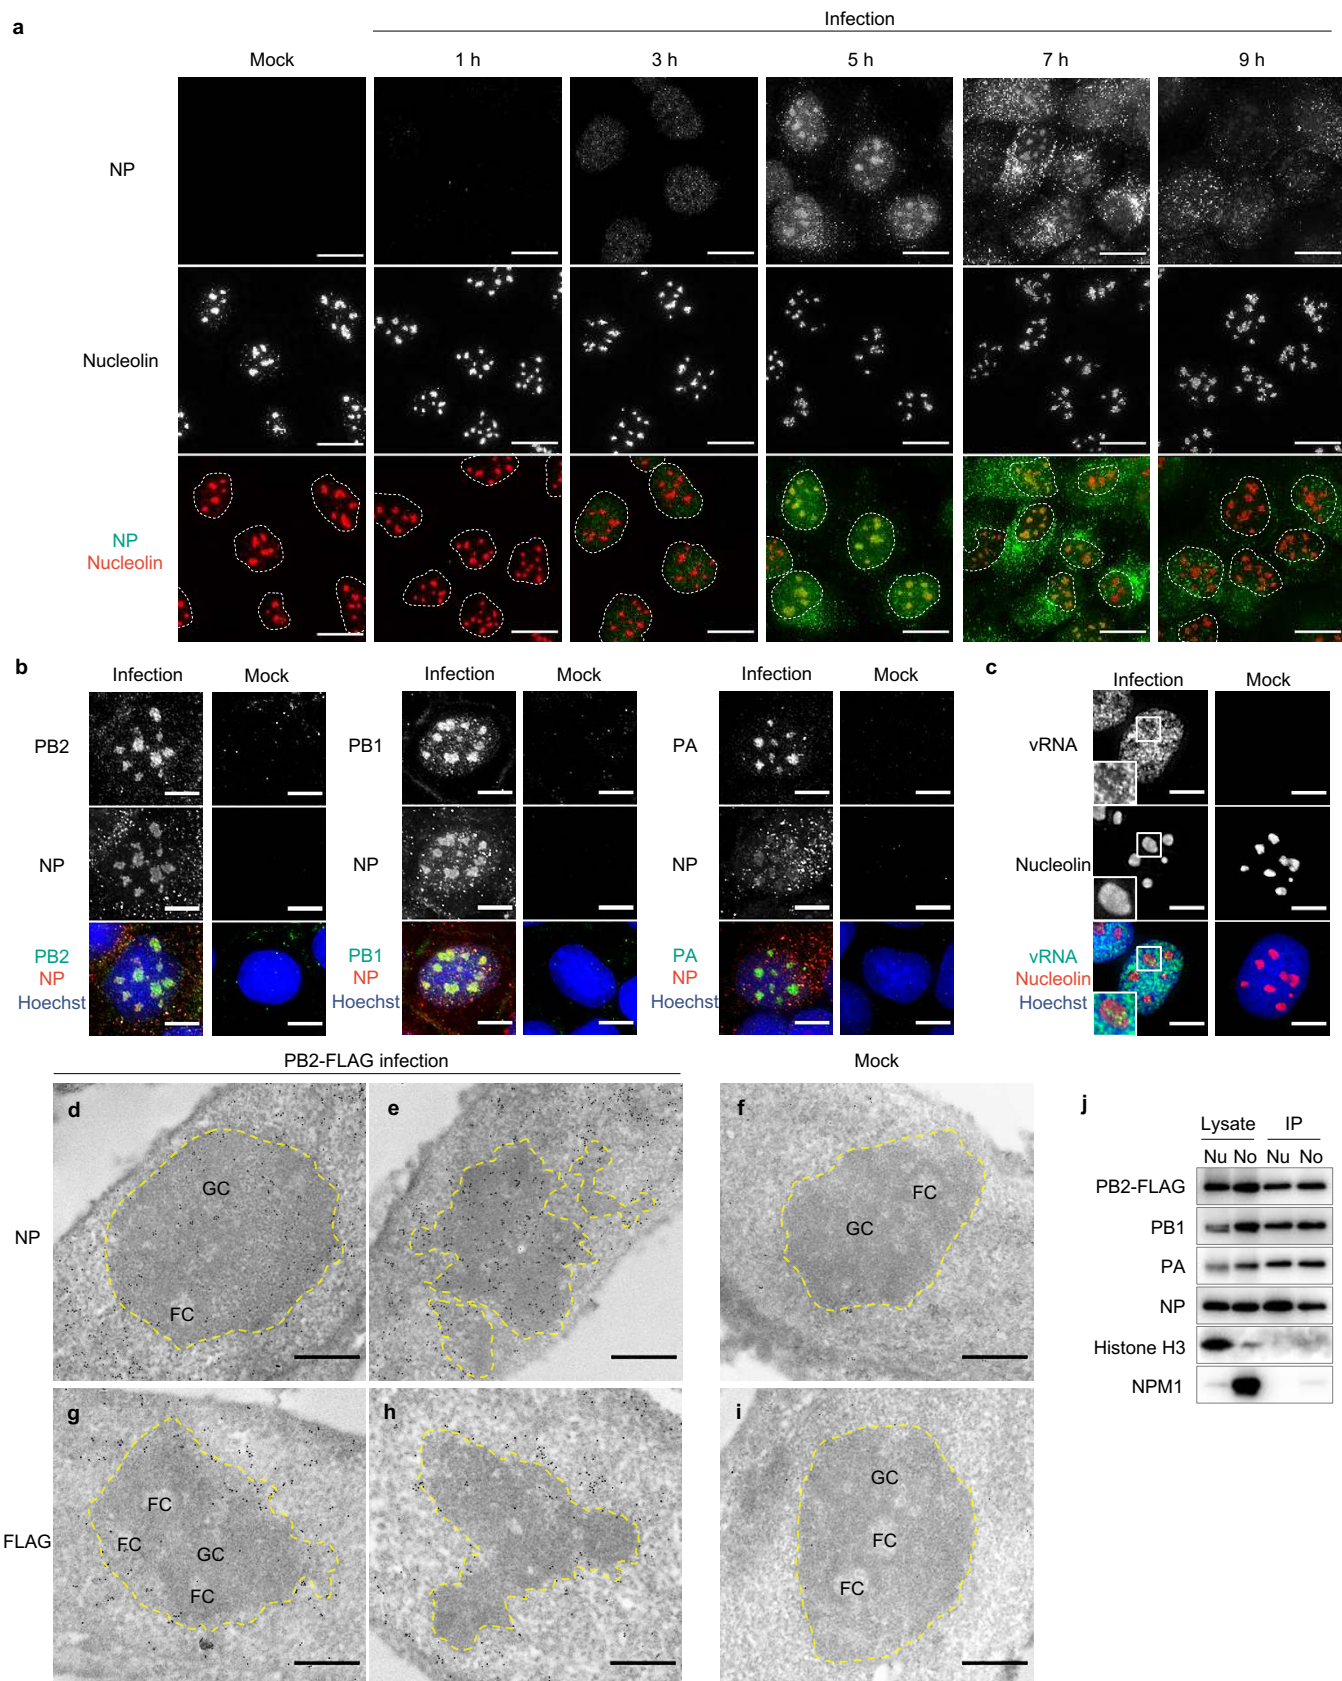 a
Infection
Mock
1 h
3 h
5 h
7 h
9 h
NP
Nucleolin
NP
Nucleolin
b
Infection
Mock
Infection
Mock
Infection
Mock
PB2
PB1
PA
NP
NP
NP
PB2
NP
Hoechst
PB1
NP
Hoechst
PA
NP
Hoechst
c
Infection
Mock
vRNA
Nucleolin
vRNA
Nucleolin
Hoechst
PB2-FLAG infection
Mock
NP
d
GC
FC
e
f
FC
GC
FLAG
g
FC
FC
GC
FC
h
i
GC
FC
FC
j
Lysate IP
Nu No Nu No
PB2-FLAG
PB1
PA
NP
Histone H3
NPM1